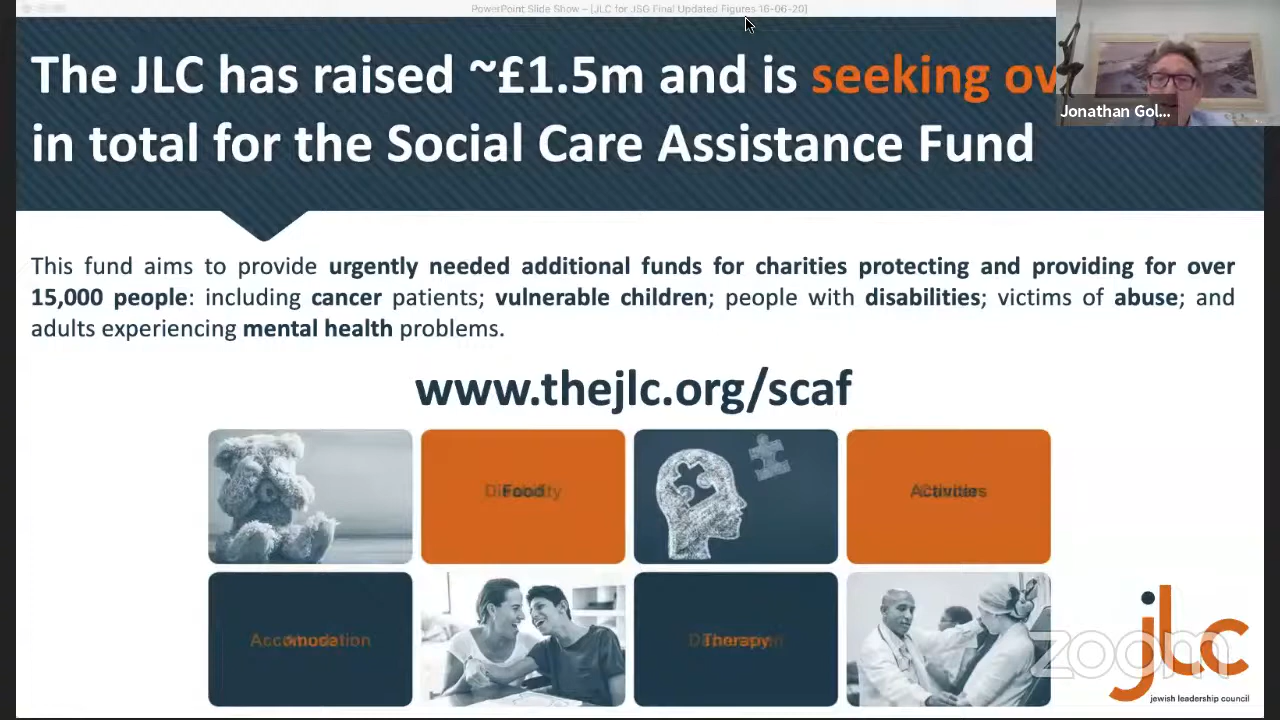 PowerPoint Slide Show – [JLC for JSG Final Updated Figures 16-06-20]
The JLC has raised ~£1.5m and is seeking
in total for the Social Care Assistance Fund
Jonathan Gol...
This fund aims to provide urgently needed additional funds for charities protecting and providing for over
15,000 people: including cancer patients; vulnerable children; people with disabilities; victims of abuse; and
adults experiencing mental health problems.
www.thejlc.org/scaf
Food
Activities
Accomodation
Therapy
zoom
jlc
jewish leadership council